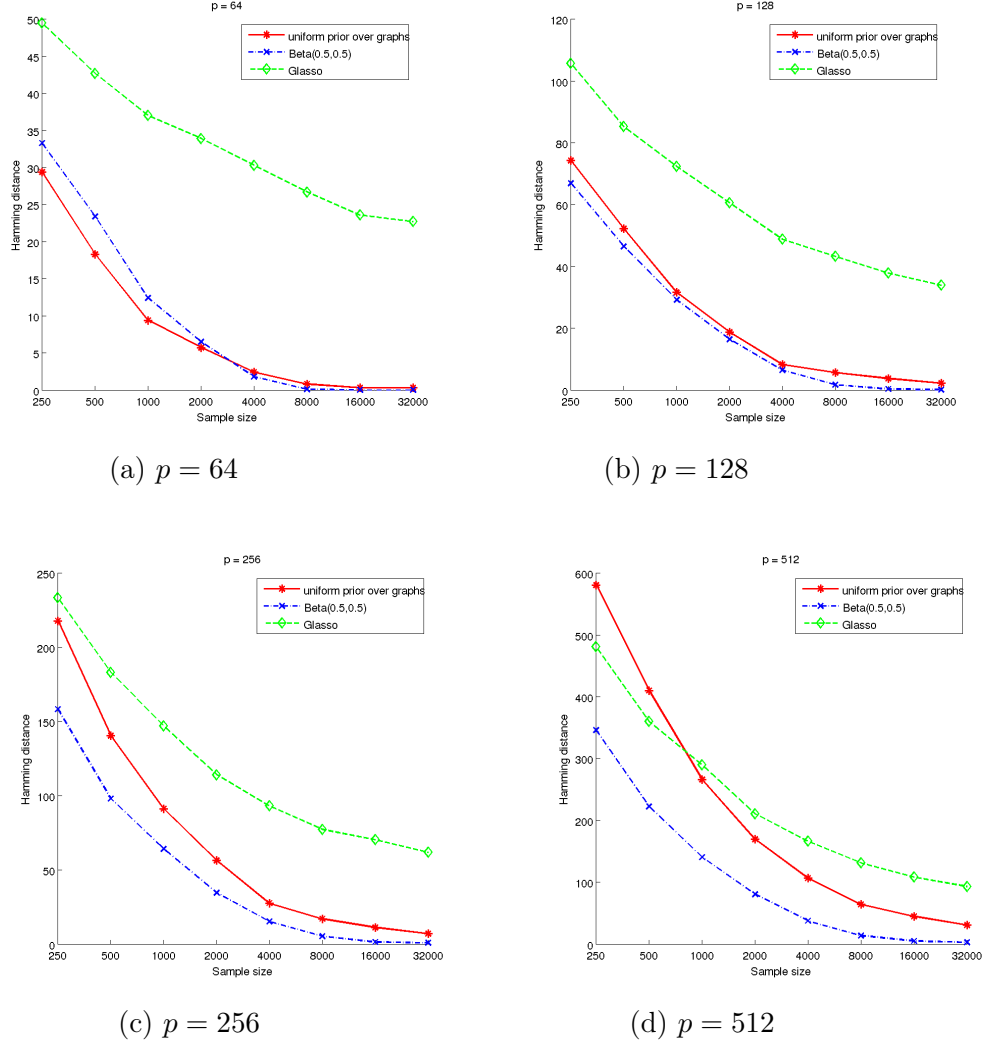 p = 64
50
45
40
35
30
25
20
15
10
5
0
Hamming distance
250 500 1000 2000 4000 8000 16000 32000
Sample size
uniform prior over graphs
Beta(0.5,0.5)
Glasso
(a) p = 64
p = 128
120
100
80
60
40
20
0
Hamming distance
250 500 1000 2000 4000 8000 16000 32000
Sample size
uniform prior over graphs
Beta(0.5,0.5)
Glasso
(b) p = 128
p = 256
250
200
150
100
50
0
Hamming distance
250 500 1000 2000 4000 8000 16000 32000
Sample size
uniform prior over graphs
Beta(0.5,0.5)
Glasso
(c) p = 256
p = 512
600
500
400
300
200
100
0
Hamming distance
250 500 1000 2000 4000 8000 16000 32000
Sample size
uniform prior over graphs
Beta(0.5,0.5)
Glasso
(d) p = 512